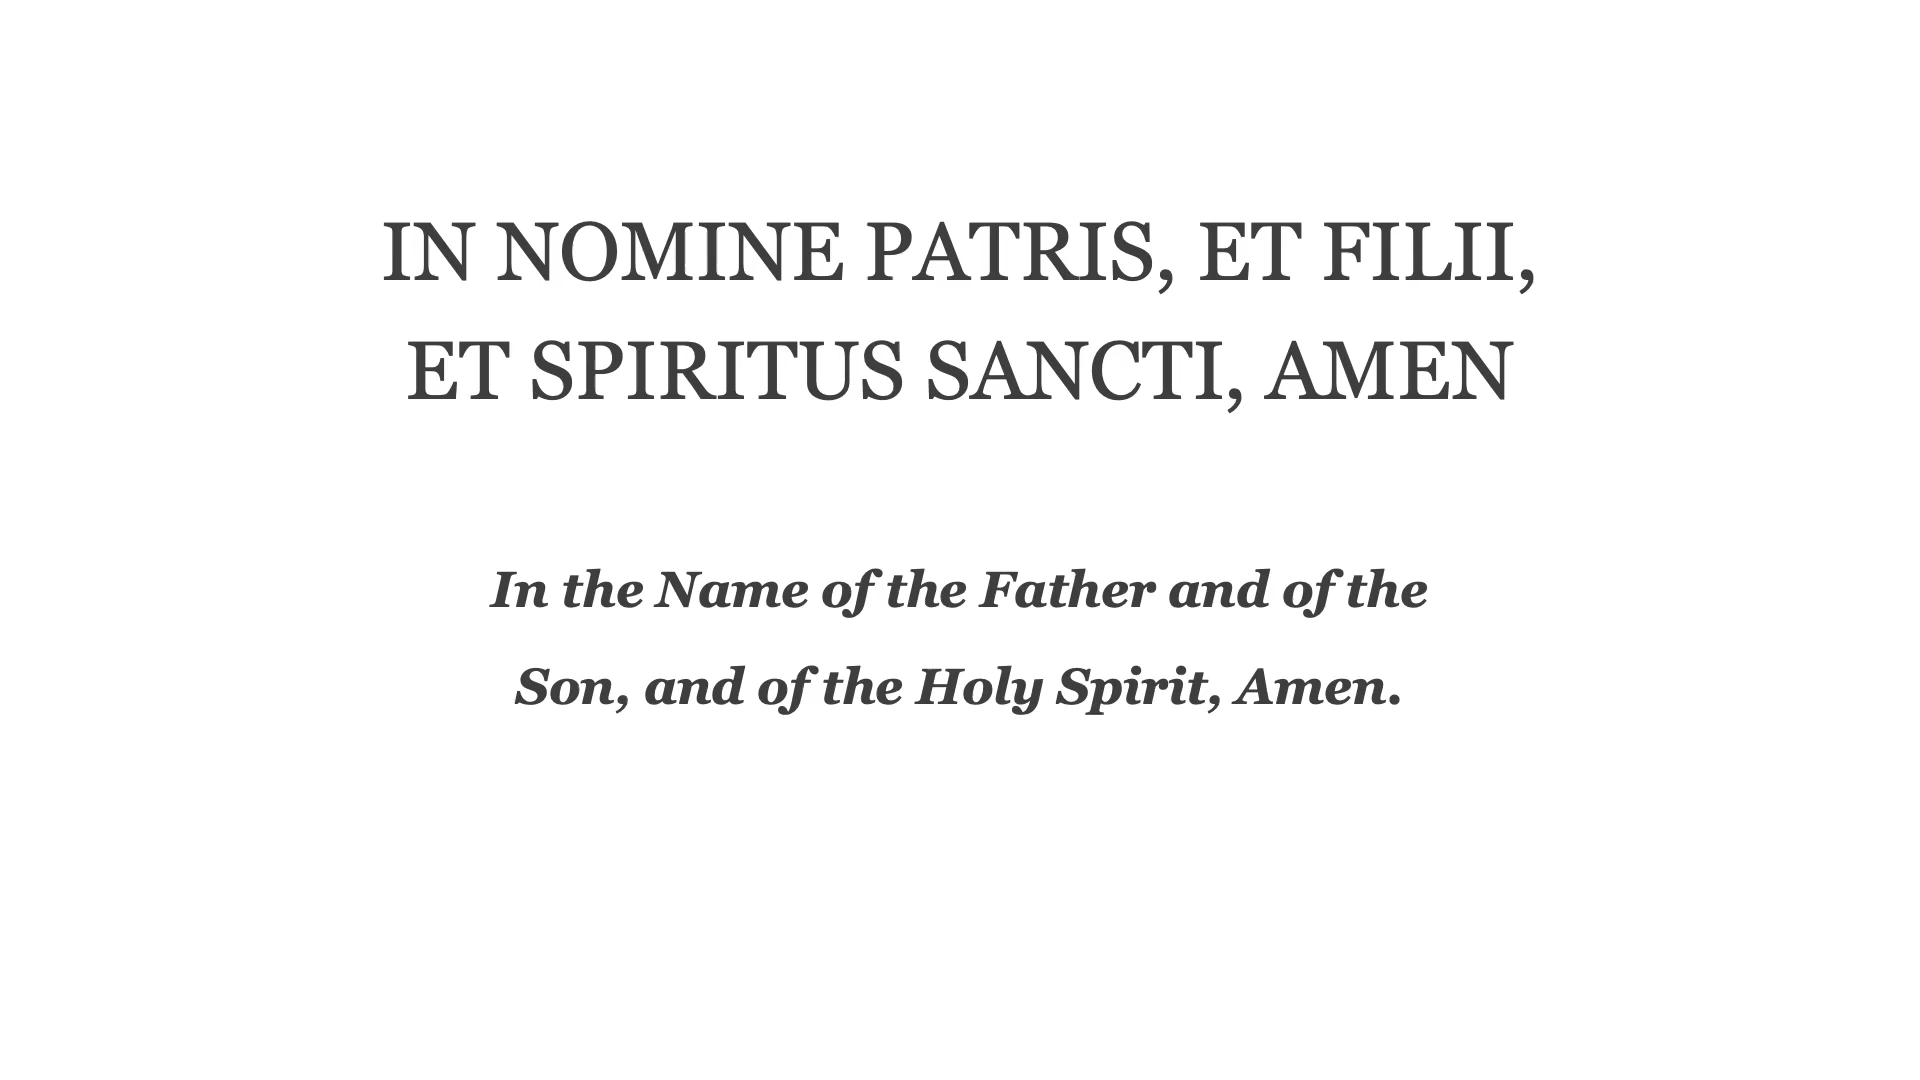 IN NOMINE PATRIS, ET FILII,
ET SPIRITUS SANCTI, AMEN
In the Name of the Father and of the
Son, and of the Holy Spirit, Amen.